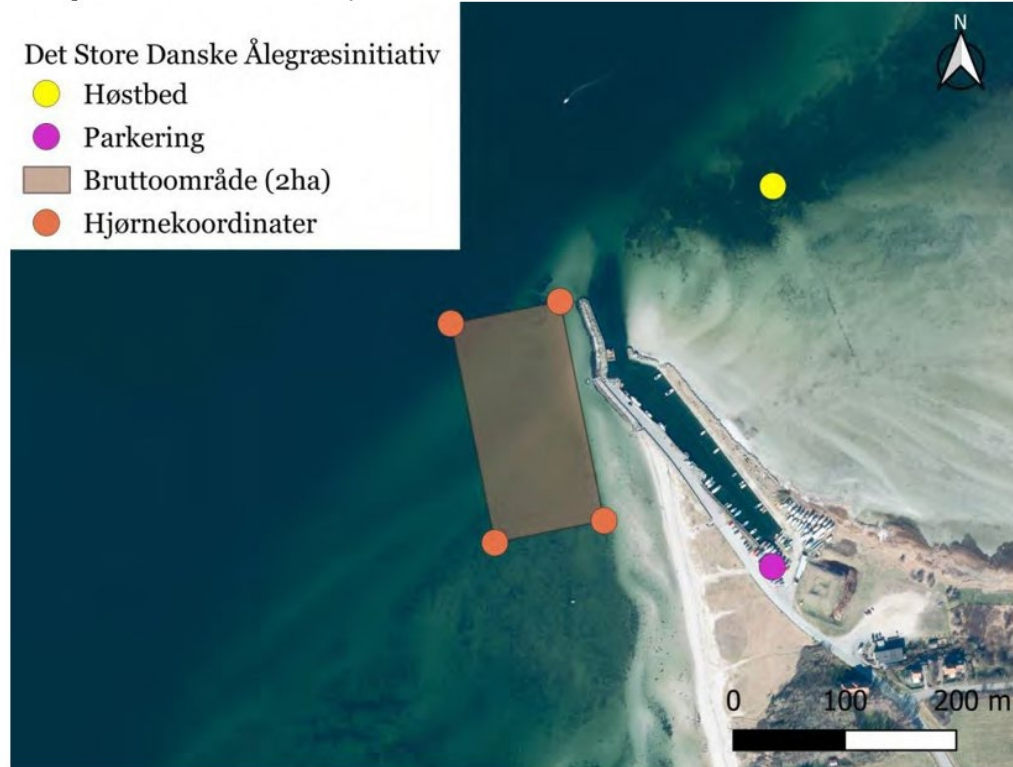 Det Store Danske Ålegræsinitiativ
Høstbed
Parkering
Bruttoområde (2ha)
Hjørnekoordinater
N
0 100 200 m